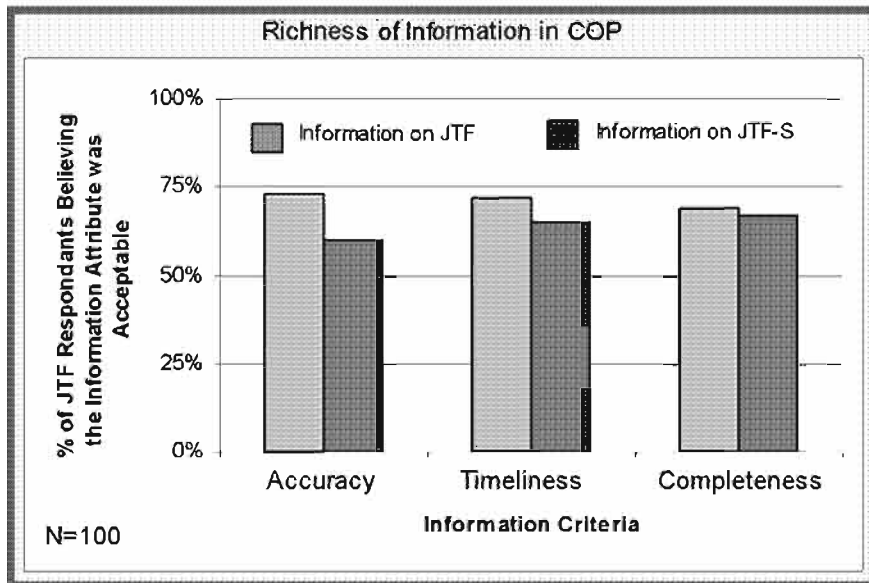 Richness of Information in COP
% of JTF Respondants Believing
the Information Attribute was
Acceptable
100%
75%
50%
25%
0%
Information on JTF
Information on JTF-S
Accuracy
Timeliness
Completeness
Information Criteria
N=100